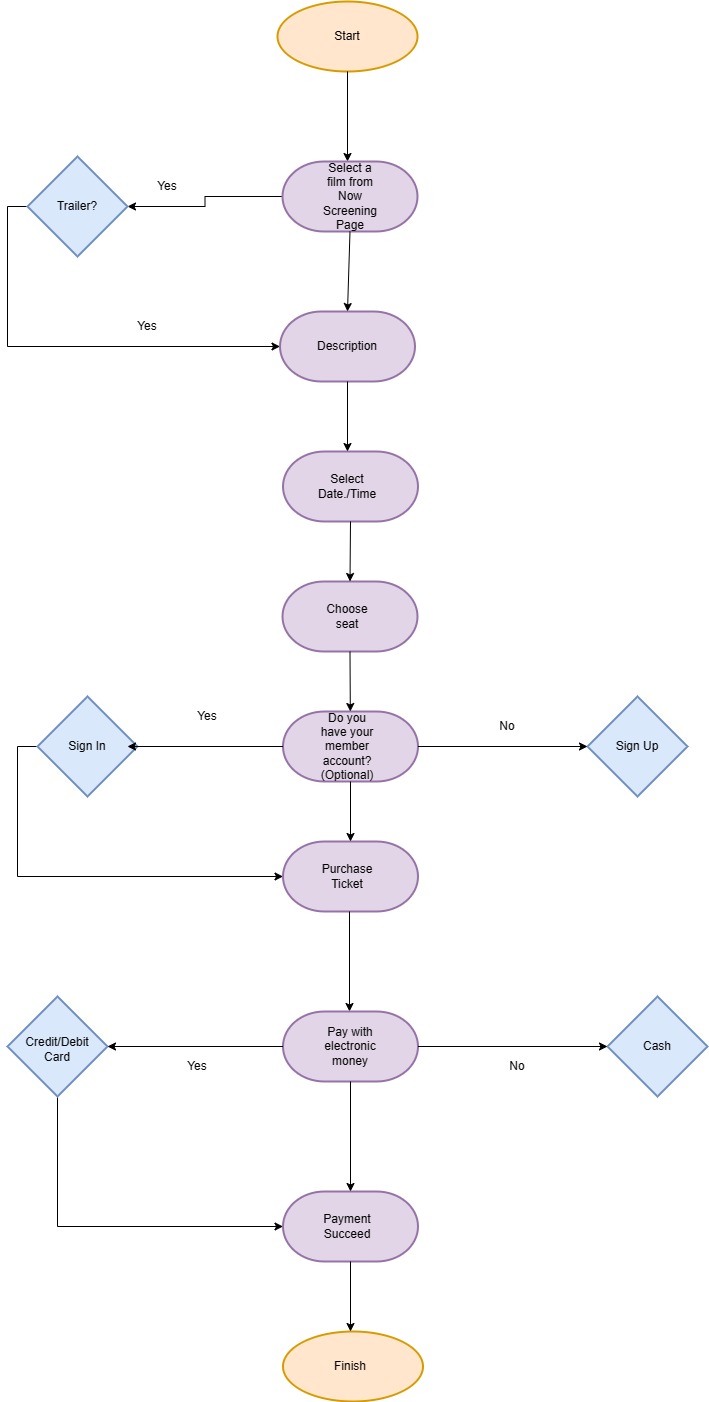 Start
Select a
film from
Now
Screening
Page
Yes
Trailer?
Yes
Description
Select
Date./Time
Choose
seat
Do you
have your
member
account?
(Optional)
Yes
No
Sign In
Sign Up
Purchase
Ticket
Pay with
electronic
money
Credit/Debit
Card
Cash
Yes
No
Payment
Succeed
Finish